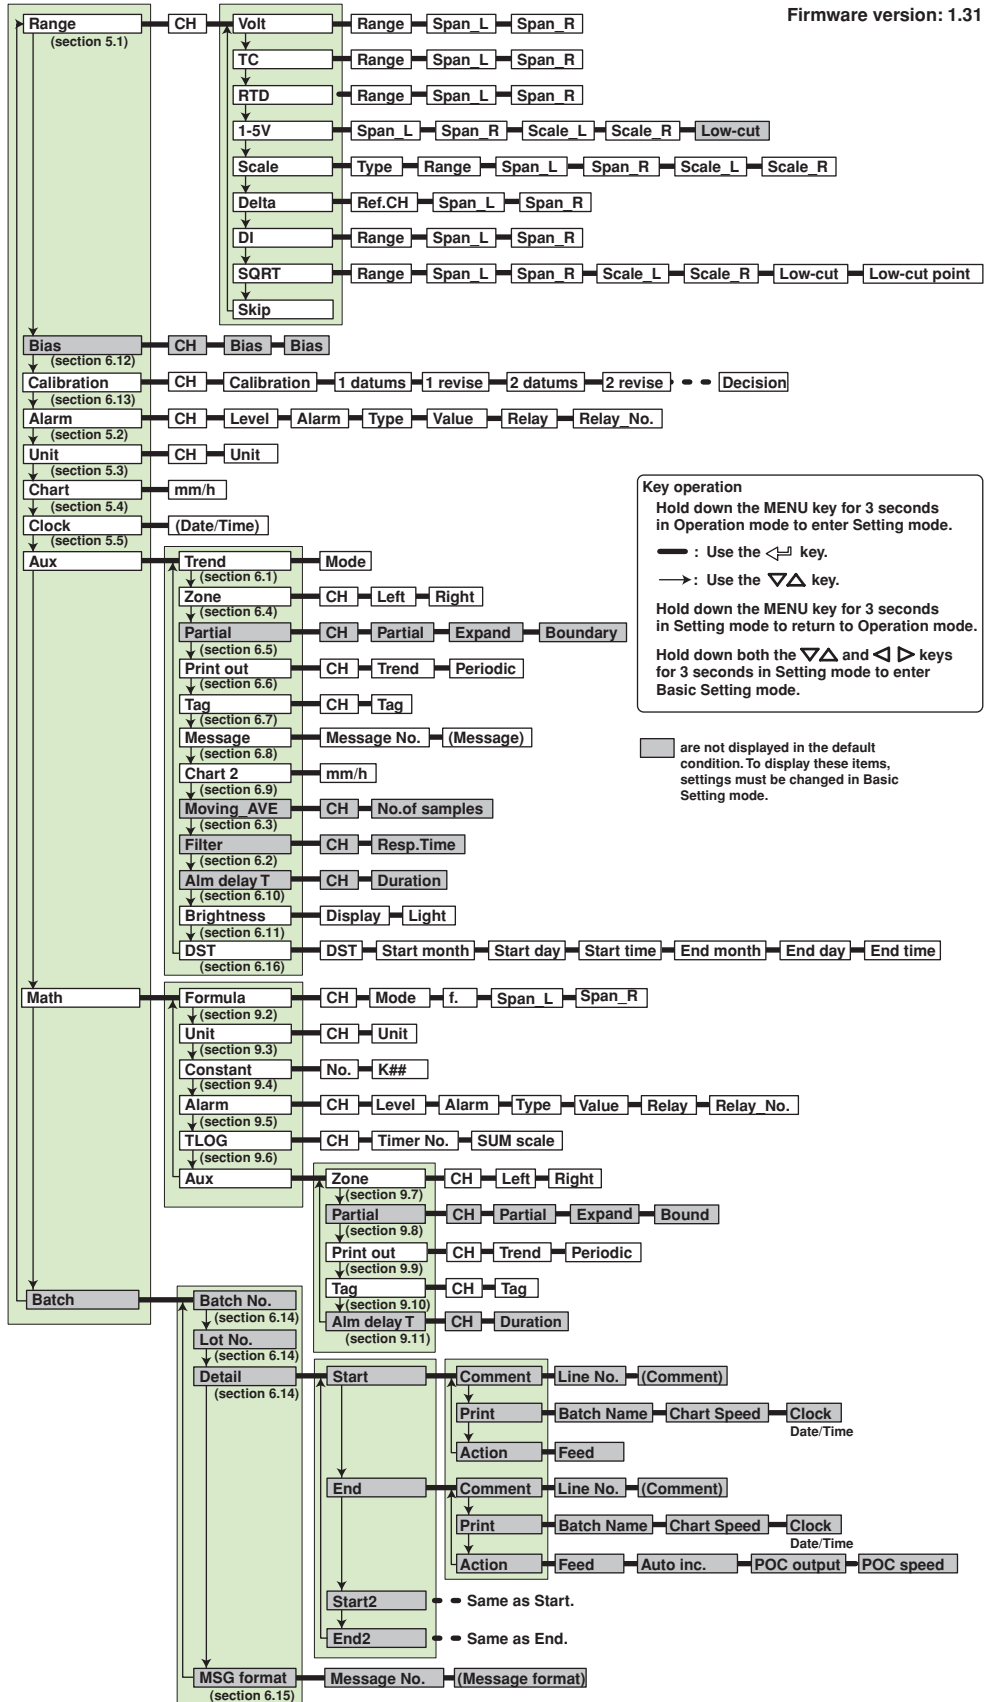 Firmware version: 1.31
Range CH Volt Range Span_L Span_R
(section 5.1)
TC Range Span_L Span_R
RTD Range Span_L Span_R
1-5V Span_L Span_R Scale_L Scale_R Low-cut
Scale Type Range Span_L Span_R Scale_L Scale_R
Delta Ref.CH Span_L Span_R
DI Range Span_L Span_R
SQRT Range Span_L Span_R Scale_L Scale_R Low-cut Low-cut point
Skip
Bias CH Bias Bias
(section 6.12)
Calibration CH Calibration 1 datums 1 revise 2 datums 2 revise Decision
(section 6.13)
Alarm CH Level Alarm Type Value Relay Relay_No.
(section 5.2)
Unit CH Unit
(section 5.3)
Chart mm/h
(section 5.4)
Clock (Date/Time)
(section 5.5)
Key operation
Hold down the MENU key for 3 seconds
in Operation mode to enter Setting mode.
: Use the key.
: Use the key.
Hold down the MENU key for 3 seconds
in Setting mode to return to Operation mode.
Hold down both the and keys
for 3 seconds in Setting mode to enter
Basic Setting mode.
are not displayed in the default
condition. To display these items,
settings must be changed in Basic
Setting mode.
Aux Trend Mode
(section 6.1)
Zone CH Left Right
(section 6.4)
Partial CH Partial Expand Boundary
(section 6.5)
Print out CH Trend Periodic
(section 6.6)
Tag CH Tag
(section 6.7)
Message Message No. (Message)
(section 6.8)
Chart 2 mm/h
(section 6.9)
Moving_AVE CH No.of samples
(section 6.3)
Filter CH Resp.Time
(section 6.2)
Alm delay T CH Duration
(section 6.10)
Brightness Display Light
(section 6.11)
DST DST Start month Start day Start time End month End day End time
(section 6.16)
Math Formula CH Mode f. Span_L Span_R
(section 9.2)
Unit CH Unit
(section 9.3)
Constant No. K##
(section 9.4)
Alarm CH Level Alarm Type Value Relay Relay_No.
(section 9.5)
TLOG CH Timer No. SUM scale
(section 9.6)
Aux Zone CH Left Right
(section 9.7)
Partial CH Partial Expand Bound
(section 9.8)
Print out CH Trend Periodic
(section 9.9)
Tag CH Tag
(section 9.10)
Alm delay T CH Duration
(section 9.11)
Batch Batch No.
(section 6.14)
Lot No.
(section 6.14)
Detail Start Comment Line No. (Comment)
(section 6.14)
Print Batch Name Chart Speed Clock
Date/Time
Action Feed
End Comment Line No. (Comment)
Print Batch Name Chart Speed Clock
Date/Time
Action Feed Auto inc. POC output POC speed
Start2 Same as Start.
End2 Same as End.
MSG format Message No. (Message format)
(section 6.15)